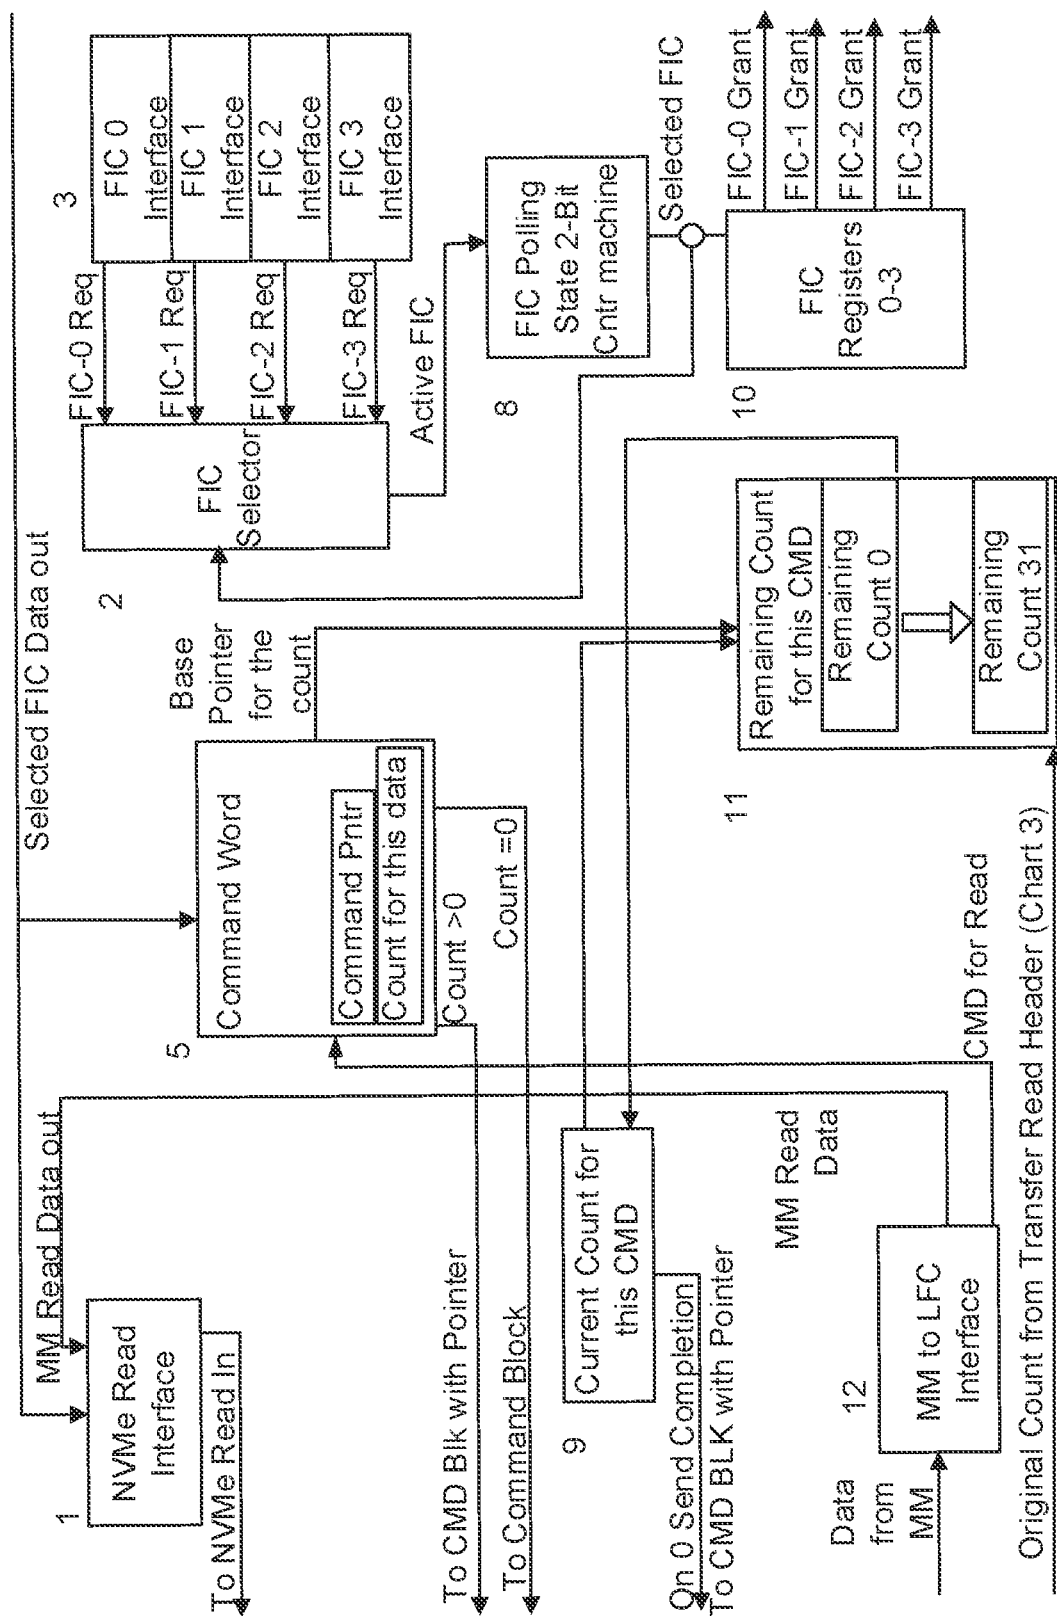 Selected FIC Data out
MM Read Data out
1
NVMe Read
Interface
To NVMe Read In
5
Command Word
Command Pntr
Count for this data
Count >0
Count =0
To CMD Blk with Pointer
To Command Block
Base
Pointer
for the
count
2
FIC
Selector
FIC-0 Req
FIC-1 Req
FIC-2 Req
FIC-3 Req
3
FIC 0
Interface
FIC 1
Interface
FIC 2
Interface
FIC 3
Interface
Active FIC
8
FIC Polling
State 2-Bit
Cntr machine
Selected FIC
10
FIC
Registers
0-3
FIC-0 Grant
FIC-1 Grant
FIC-2 Grant
FIC-3 Grant
9
Current Count for
this CMD
On 0 Send Completion
To CMD BLK with Pointer
11
Remaining Count
for this CMD
Remaining
Count 0
Remaining
Count 31
MM Read
Data
12
MM to LFC
Interface
Data
from
MM
CMD for Read
Original Count from Transfer Read Header (Chart 3)